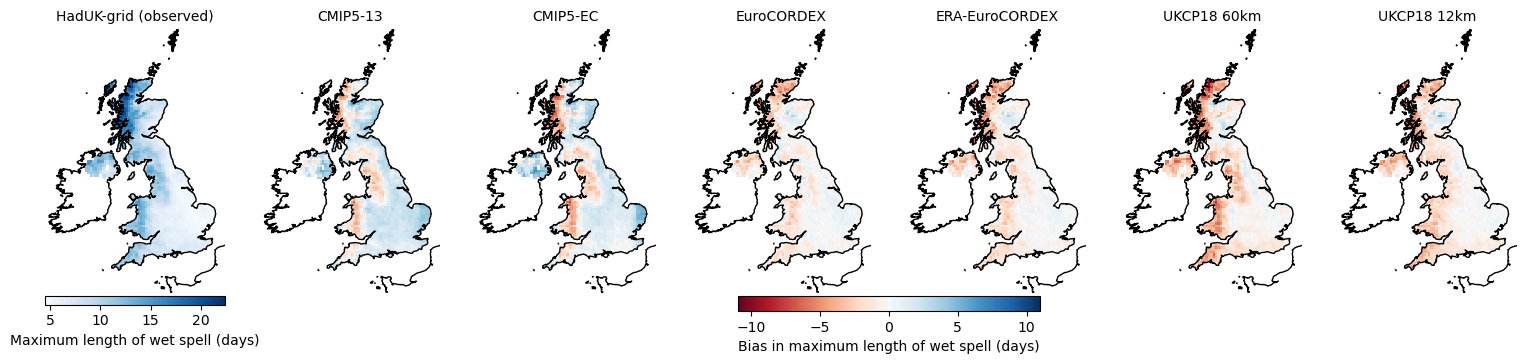 HadUK-grid (observed)
CMIP5-13
CMIP5-EC
EuroCORDEX
ERA-EuroCORDEX
UKCP18 60km
UKCP18 12km
5 10 15 20
Maximum length of wet spell (days)
−10 −5 0 5 10
Bias in maximum length of wet spell (days)